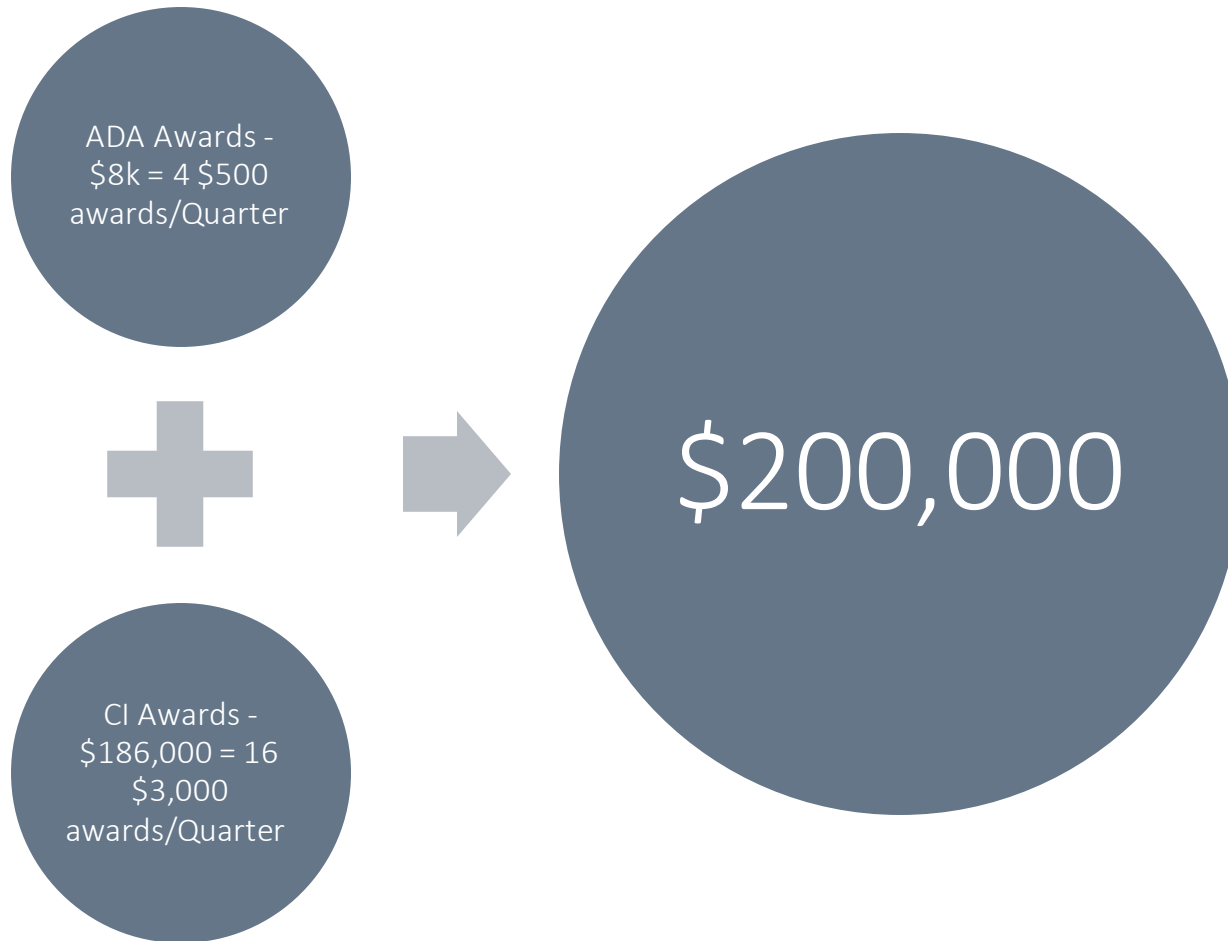 ADA Awards -
$8k = 4 $500
awards/Quarter
CI Awards -
$186,000 = 16
$3,000
awards/Quarter
$200,000